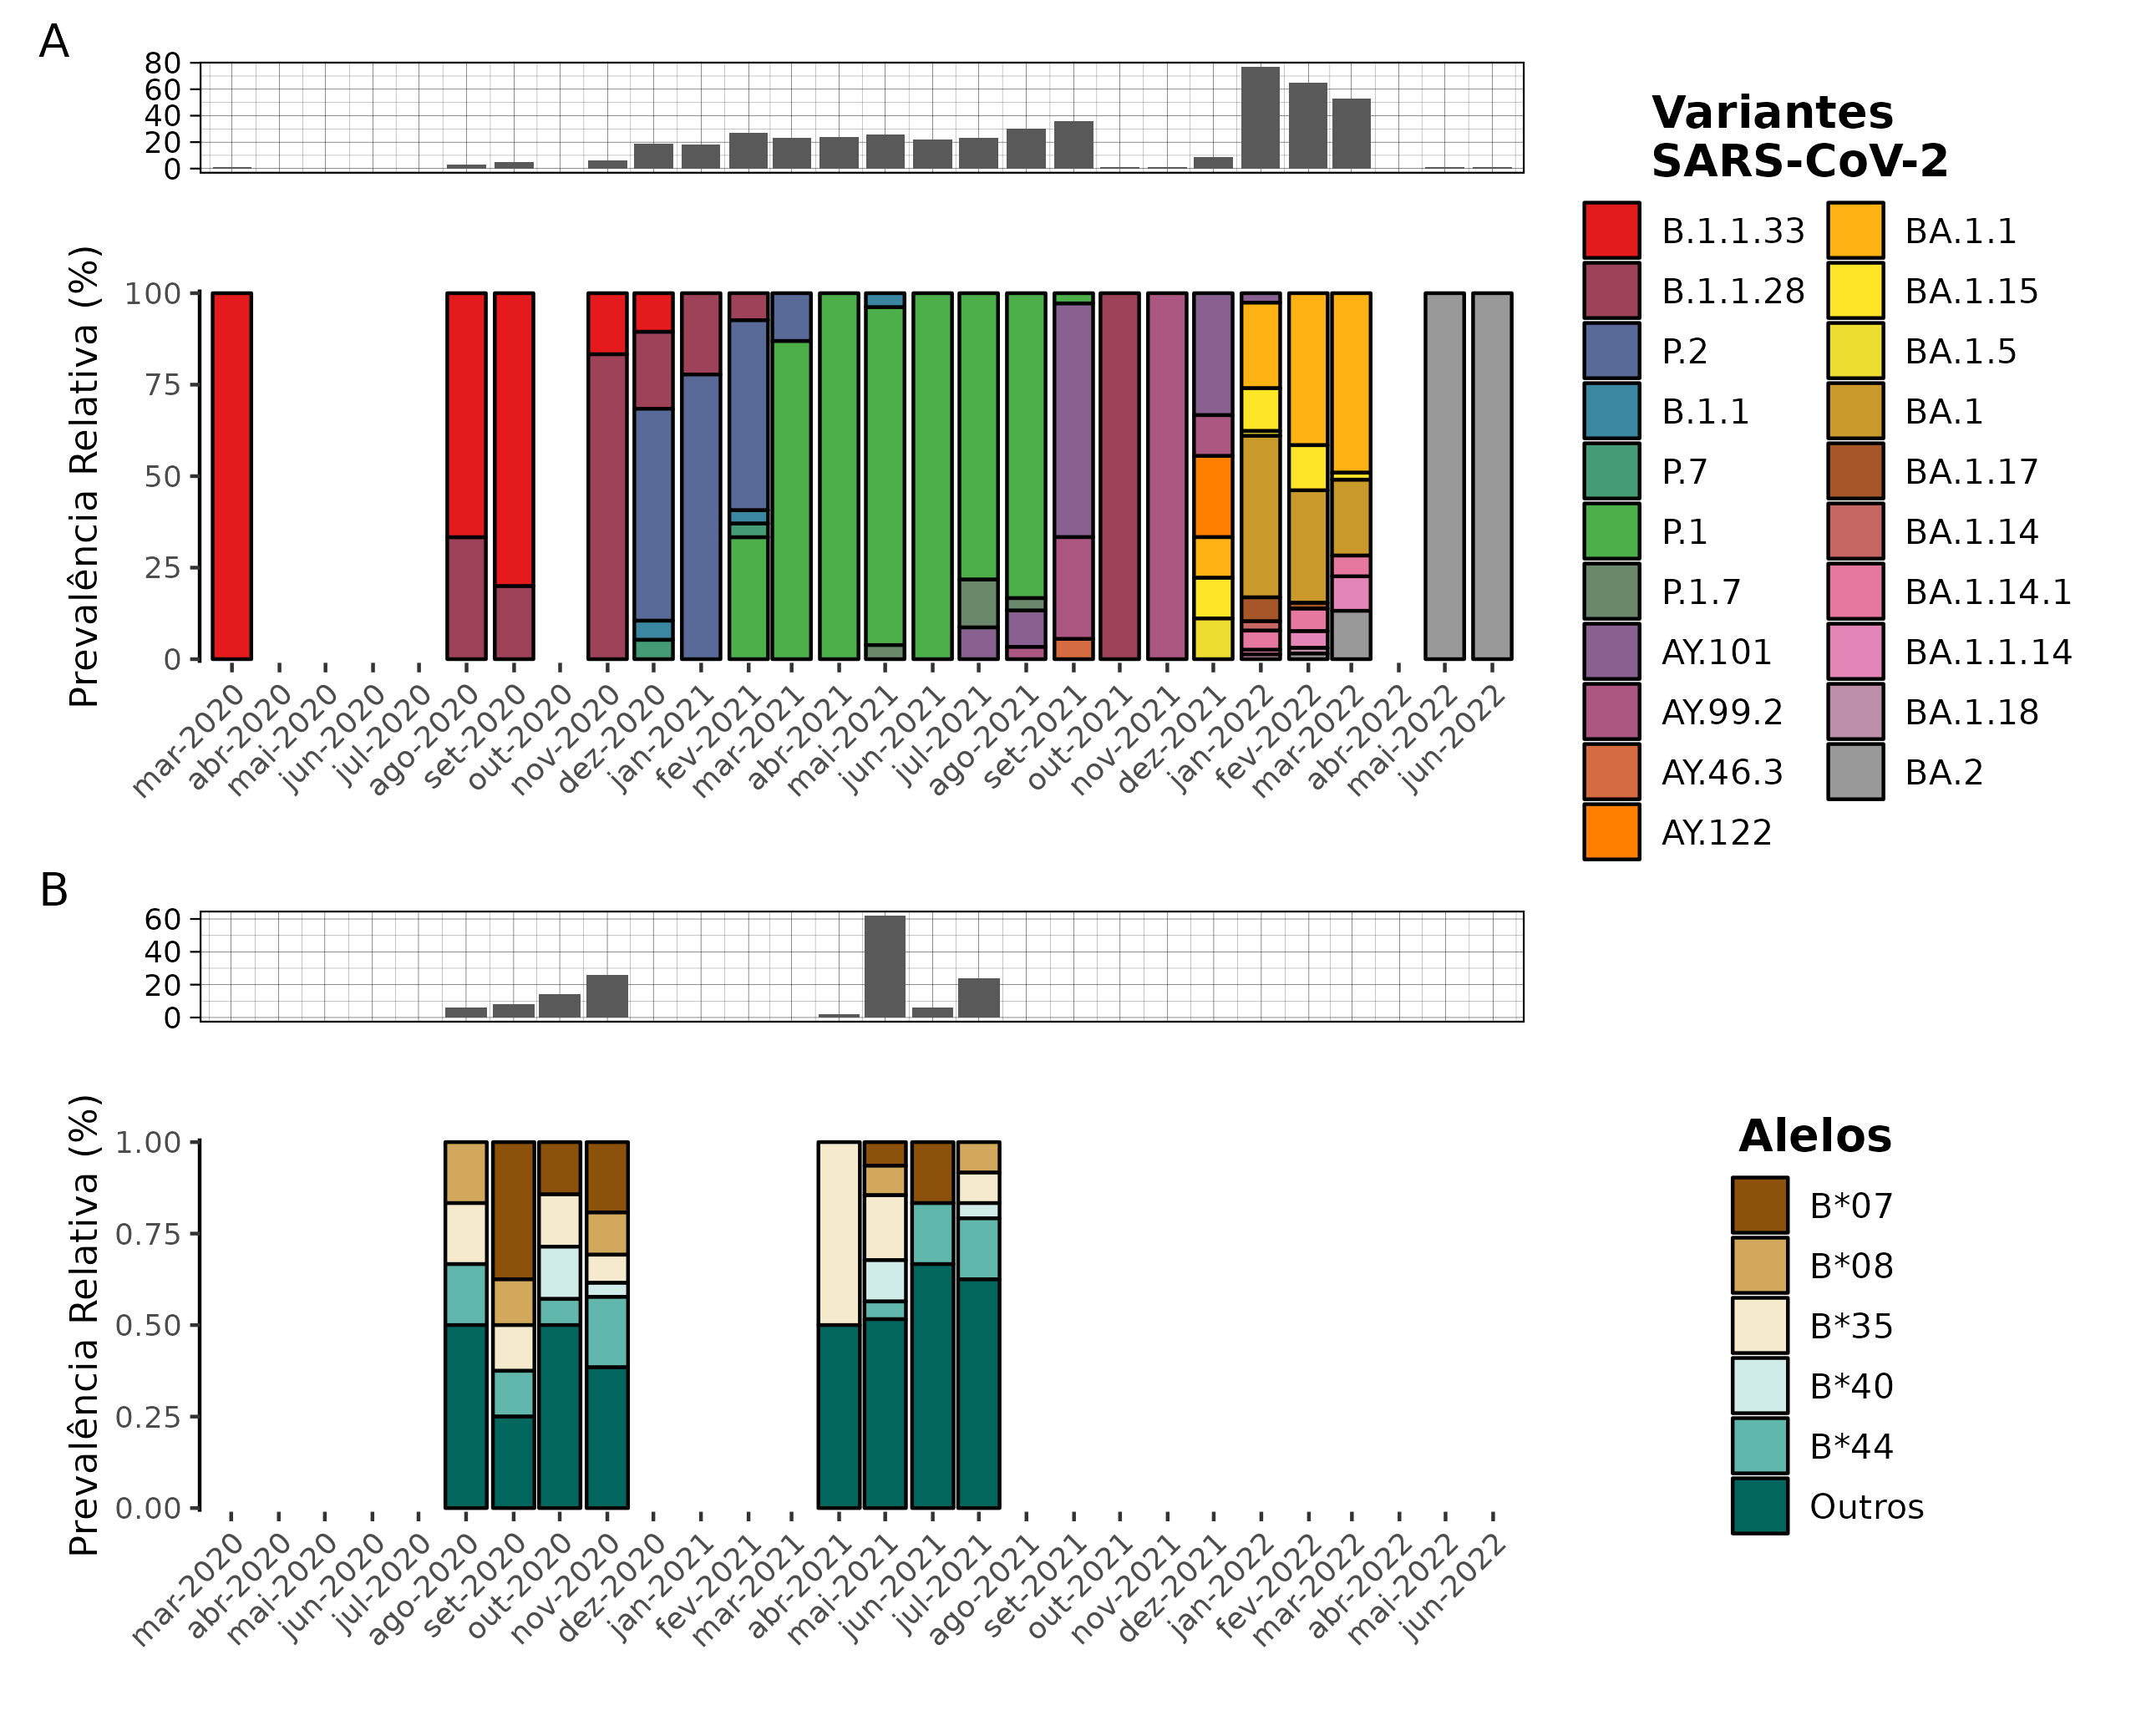 A
80
60
40
20
0
Prevalência Relativa (%)
100
75
50
25
0
mar-2020
abr-2020
mai-2020
jun-2020
jul-2020
ago-2020
set-2020
out-2020
nov-2020
dez-2020
jan-2021
fev-2021
mar-2021
abr-2021
mai-2021
jun-2021
jul-2021
ago-2021
set-2021
out-2021
nov-2021
dez-2021
jan-2022
fev-2022
mar-2022
abr-2022
mai-2022
jun-2022
Variantes
SARS-CoV-2
B.1.1.33
B.1.1.28
P.2
B.1.1
P.7
P.1
P.1.7
AY.101
AY.99.2
AY.46.3
AY.122
BA.1.1
BA.1.15
BA.1.5
BA.1
BA.1.17
BA.1.14
BA.1.14.1
BA.1.1.14
BA.1.18
BA.2
B
60
40
20
0
Prevalência Relativa (%)
1.00
0.75
0.50
0.25
0.00
mar-2020
abr-2020
mai-2020
jun-2020
jul-2020
ago-2020
set-2020
out-2020
nov-2020
dez-2020
jan-2021
fev-2021
mar-2021
abr-2021
mai-2021
jun-2021
jul-2021
ago-2021
set-2021
out-2021
nov-2021
dez-2021
jan-2022
fev-2022
mar-2022
abr-2022
mai-2022
jun-2022
Alelos
B*07
B*08
B*35
B*40
B*44
Outros